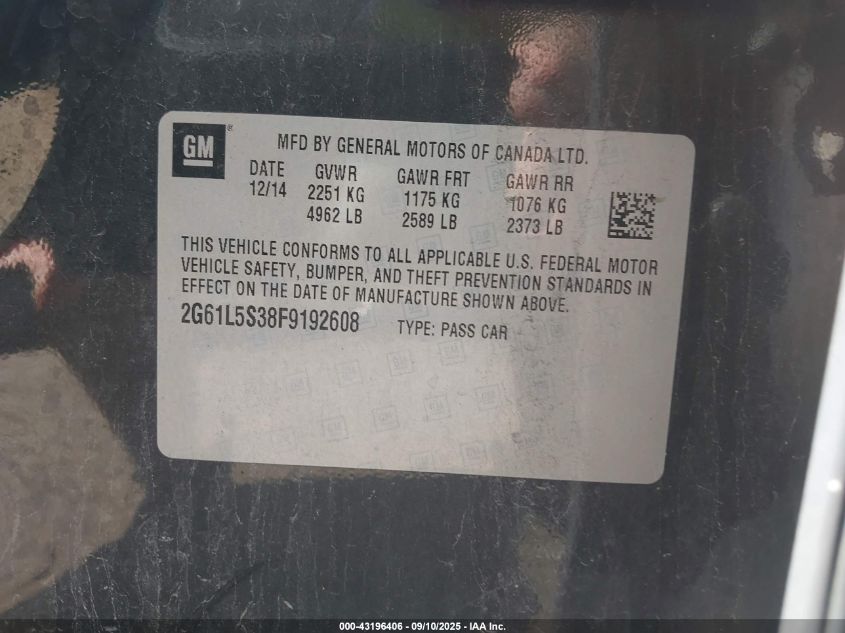 GM®
MFD BY GENERAL MOTORS OF CANADA LTD.
DATE GVWR GAWR FRT GAWR RR
12/14 2251 KG 1175 KG 1076 KG
4962 LB 2589 LB 2373 LB
THIS VEHICLE CONFORMS TO ALL APPLICABLE U.S. FEDERAL MOTOR
VEHICLE SAFETY, BUMPER, AND THEFT PREVENTION STANDARDS IN
EFFECT ON THE DATE OF MANUFACTURE SHOWN ABOVE.
2G61L5S38F9192608 TYPE: PASS CAR
000-43196406 - 09/10/2025 - IAA Inc.